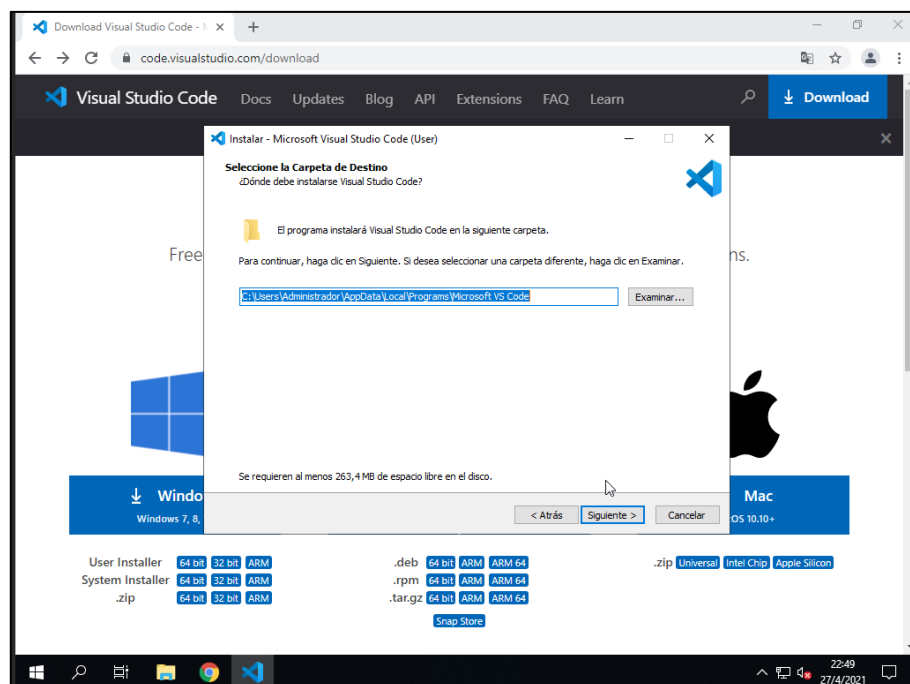 Download Visual Studio Code - 
code.visualstudio.com/download
Visual Studio Code Docs Updates Blog API Extensions FAQ Learn Download
Instalar - Microsoft Visual Studio Code (User)
Seleccione la Carpeta de Destino
¿Dónde debe instalarse Visual Studio Code?
El programa instalará Visual Studio Code en la siguiente carpeta.
Free
ns.
Para continuar, haga clic en Siguiente. Si desea seleccionar una carpeta diferente, haga clic en Examinar.
C:\Users\Administrador\AppData\Local\Programs\Microsoft VS Code Examinar...
Se requieren al menos 263,4 MB de espacio libre en el disco.
< Atrás Siguiente > Cancelar
Windo
Windows 7, 8,
Mac
OS 10.10+
User Installer 64 bit 32 bit ARM
System Installer 64 bit 32 bit ARM
.zip 64 bit 32 bit ARM
.deb 64 bit ARM ARM 64
.rpm 64 bit ARM ARM 64
.tar.gz 64 bit ARM ARM 64
Snap Store
.zip Universal Intel Chip Apple Silicon
22:49
27/4/2021